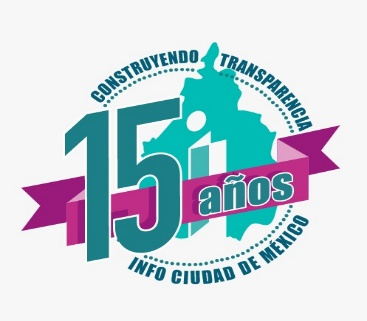 CONSTRUYENDO TRANSPARENCIA
15
años
INFO CIUDAD DE MÉXICO